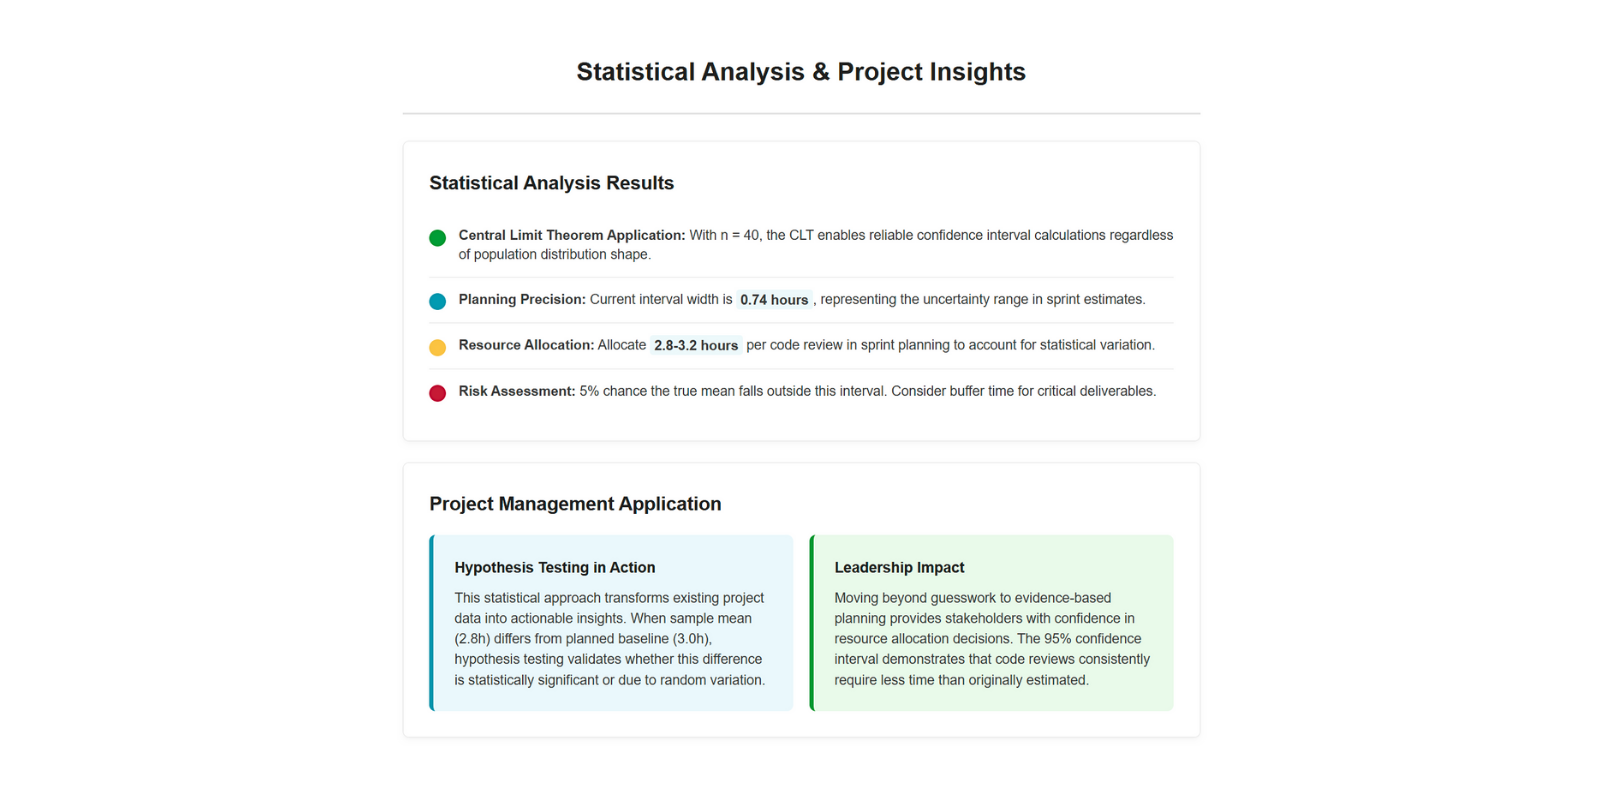 Statistical Analysis & Project Insights
Statistical Analysis Results
Central Limit Theorem Application: With n = 40, the CLT enables reliable confidence interval calculations regardless
of population distribution shape.
Planning Precision: Current interval width is 0.74 hours , representing the uncertainty range in sprint estimates.
Resource Allocation: Allocate 2.8-3.2 hours per code review in sprint planning to account for statistical variation.
Risk Assessment: 5% chance the true mean falls outside this interval. Consider buffer time for critical deliverables.
Project Management Application
Hypothesis Testing in Action
This statistical approach transforms existing project
data into actionable insights. When sample mean
(2.8h) differs from planned baseline (3.0h),
hypothesis testing validates whether this difference
is statistically significant or due to random variation.
Leadership Impact
Moving beyond guesswork to evidence-based
planning provides stakeholders with confidence in
resource allocation decisions. The 95% confidence
interval demonstrates that code reviews consistently
require less time than originally estimated.